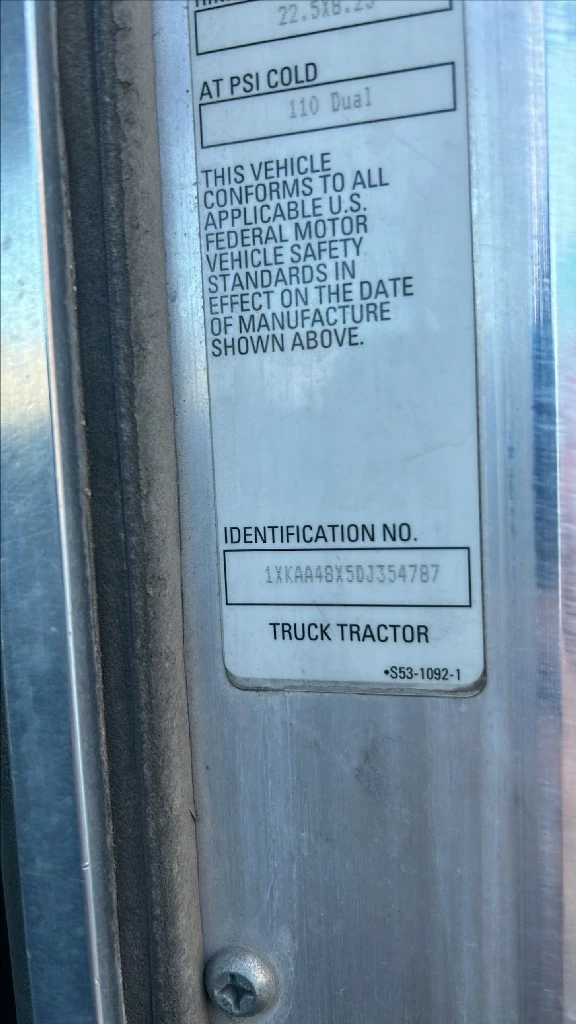 22.5X8.25
AT PSI COLD
110 Dual
THIS VEHICLE
CONFORMS TO ALL
APPLICABLE U.S.
FEDERAL MOTOR
VEHICLE SAFETY
STANDARDS IN
EFFECT ON THE DATE
OF MANUFACTURE
SHOWN ABOVE.
IDENTIFICATION NO.
1XKAA48X5DJ354787
TRUCK TRACTOR
•S53-1092-1